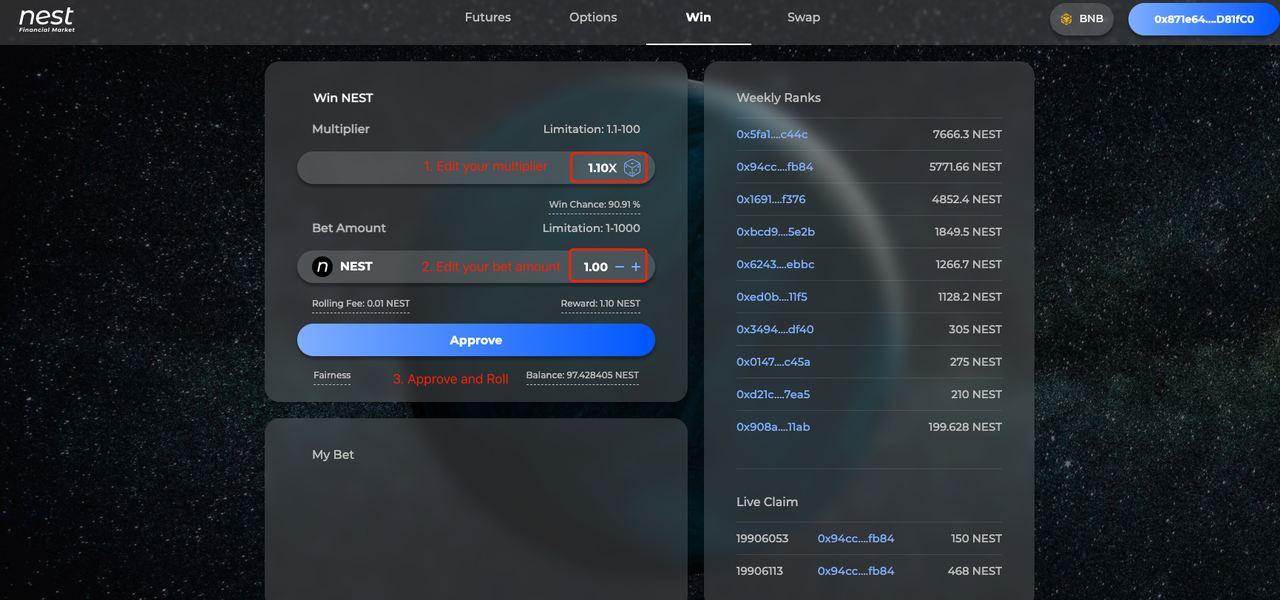 nest
Financial Market
Futures
Options
Win
Swap
BNB
0x871e64....D81fC0
Win NEST
Multiplier
Limitation: 1.1-100
1. Edit your multiplier
1.10X
Win Chance: 90.91 %
Bet Amount
Limitation: 1-1000
n NEST
2. Edit your bet amount
1.00 − +
Rolling Fee: 0.01 NEST
Reward: 1.10 NEST
Approve
Fairness
3. Approve and Roll
Balance: 97.428405 NEST
My Bet
Weekly Ranks
0x5fa1....c44c 7666.3 NEST
0x94cc....fb84 5771.66 NEST
0x1691....f376 4852.4 NEST
0xbcd9....5e2b 1849.5 NEST
0x6243....ebbc 1266.7 NEST
0xed0b....11f5 1128.2 NEST
0x3494....df40 305 NEST
0x0147....c45a 275 NEST
0xd21c....7ea5 210 NEST
0x908a....11ab 199.628 NEST
Live Claim
19906053 0x94cc....fb84 150 NEST
19906113 0x94cc....fb84 468 NEST